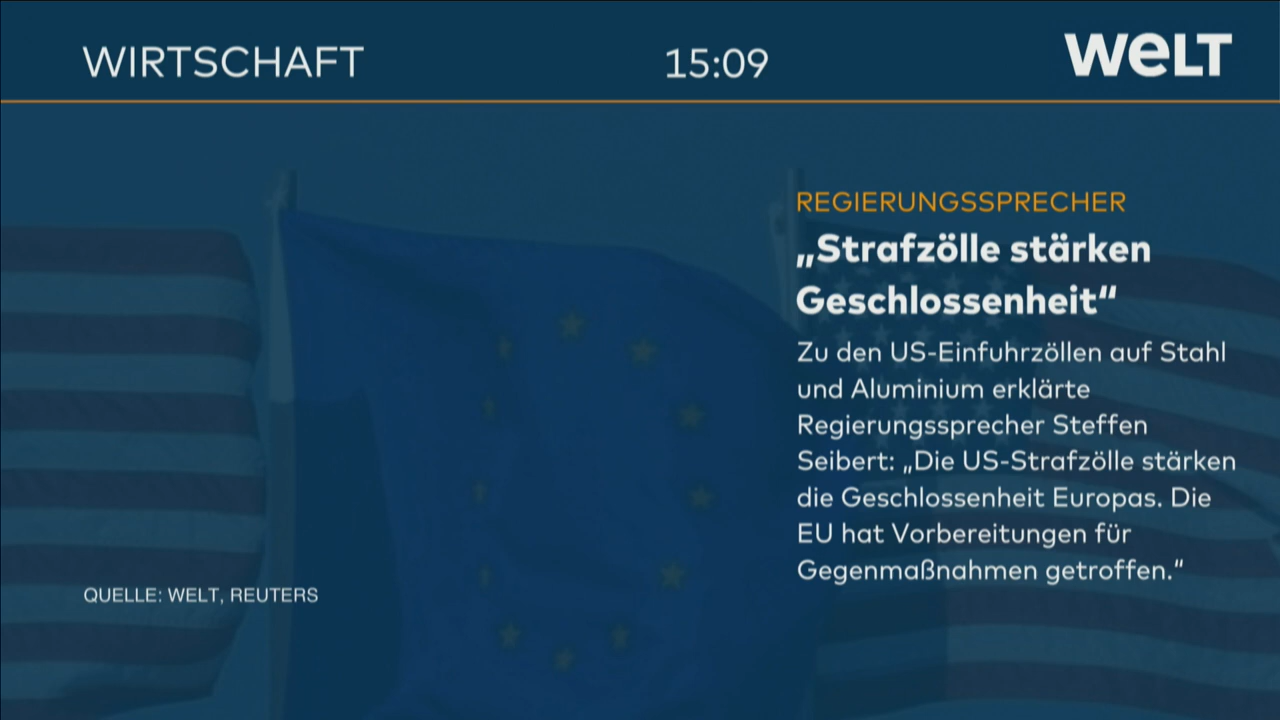 WIRTSCHAFT
15:09
WELT
REGIERUNGSSPRECHER
„Strafzölle stärken
Geschlossenheit“
Zu den US-Einfuhrzöllen auf Stahl
und Aluminium erklärte
Regierungssprecher Steffen
Seibert: „Die US-Strafzölle stärken
die Geschlossenheit Europas. Die
EU hat Vorbereitungen für
Gegenmaßnahmen getroffen.“
QUELLE: WELT, REUTERS